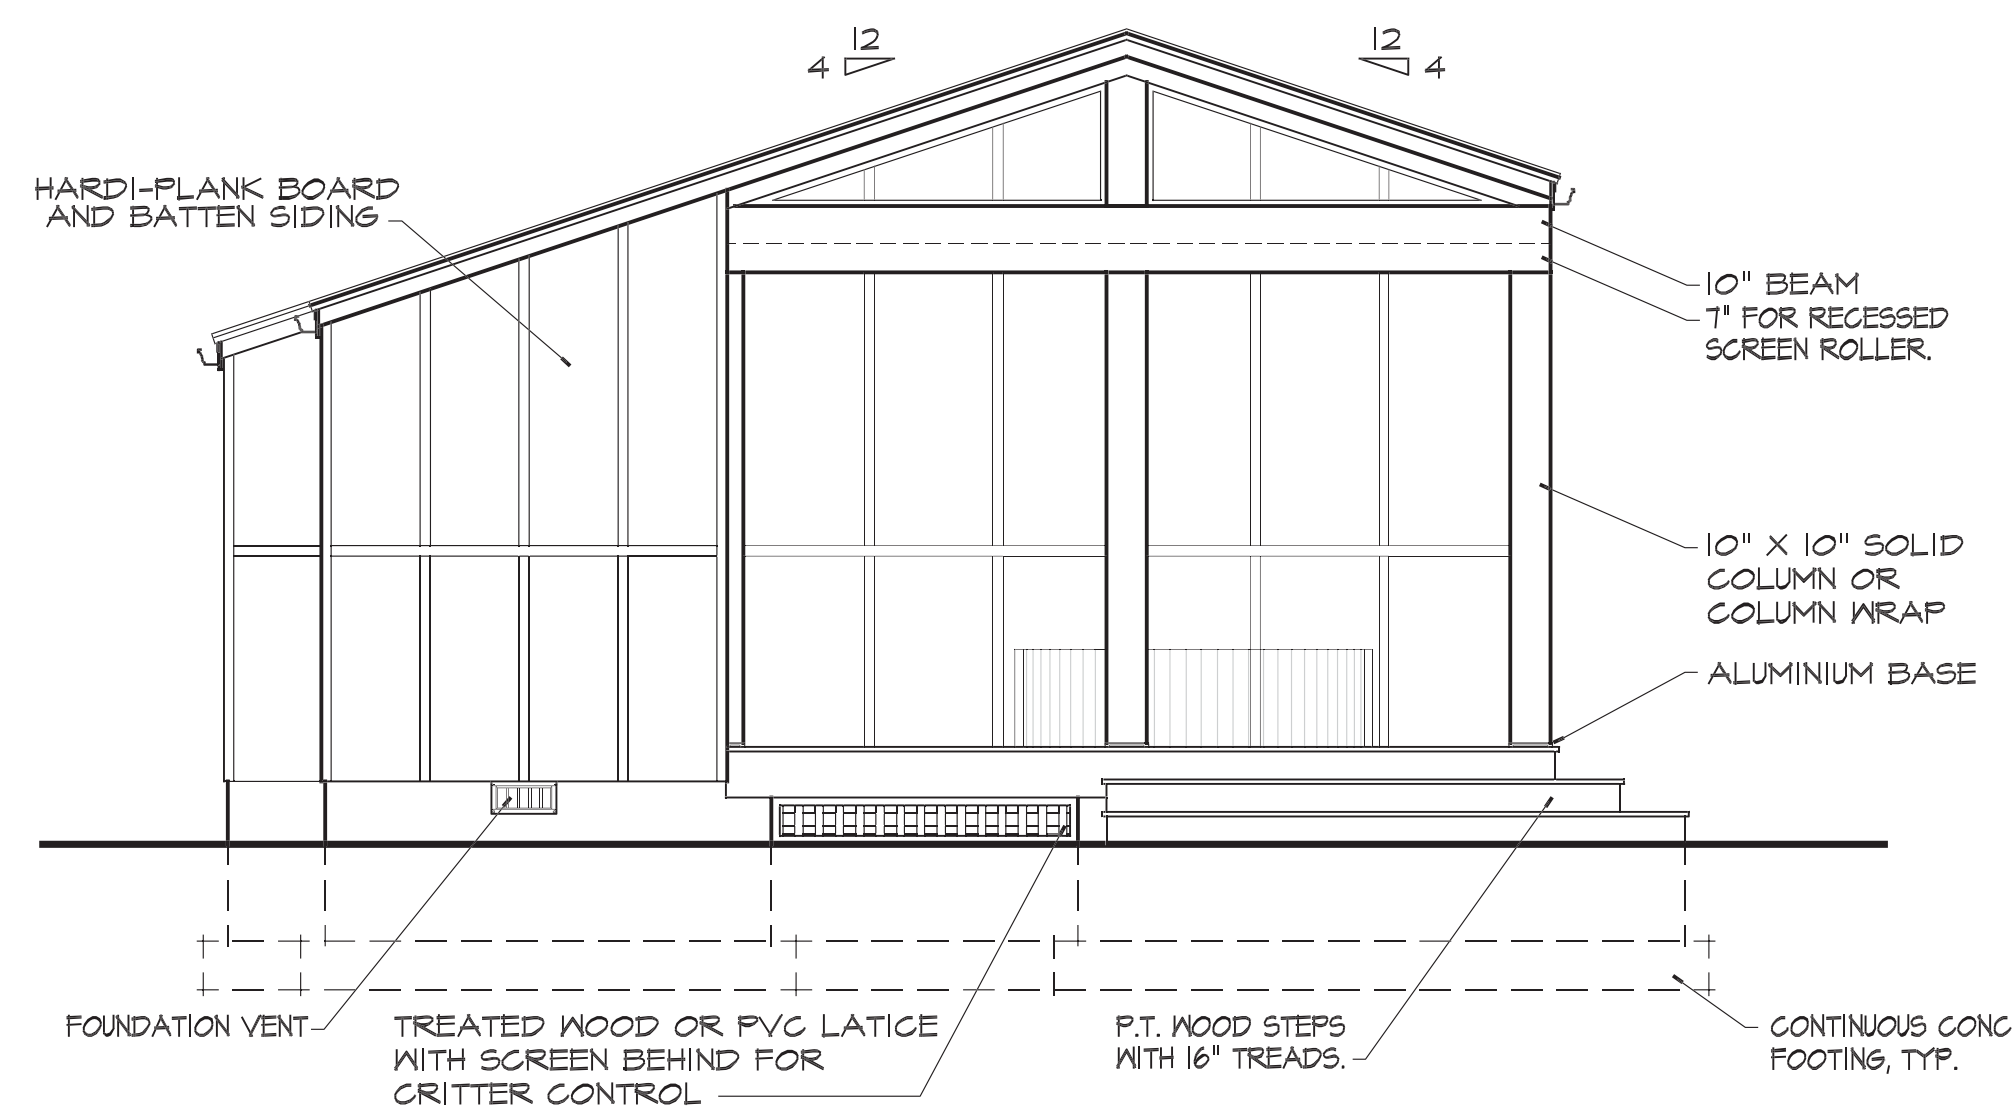 12
4
12
4
HARDI-PLANK BOARD
AND BATTEN SIDING
10" BEAM
7" FOR RECESSED
SCREEN ROLLER.
10" X 10" SOLID
COLUMN OR
COLUMN WRAP
ALUMINIUM BASE
FOUNDATION VENT
TREATED WOOD OR PVC LATICE
WITH SCREEN BEHIND FOR
CRITTER CONTROL
P.T. WOOD STEPS
WITH 16" TREADS.
CONTINUOUS CONC
FOOTING, TYP.